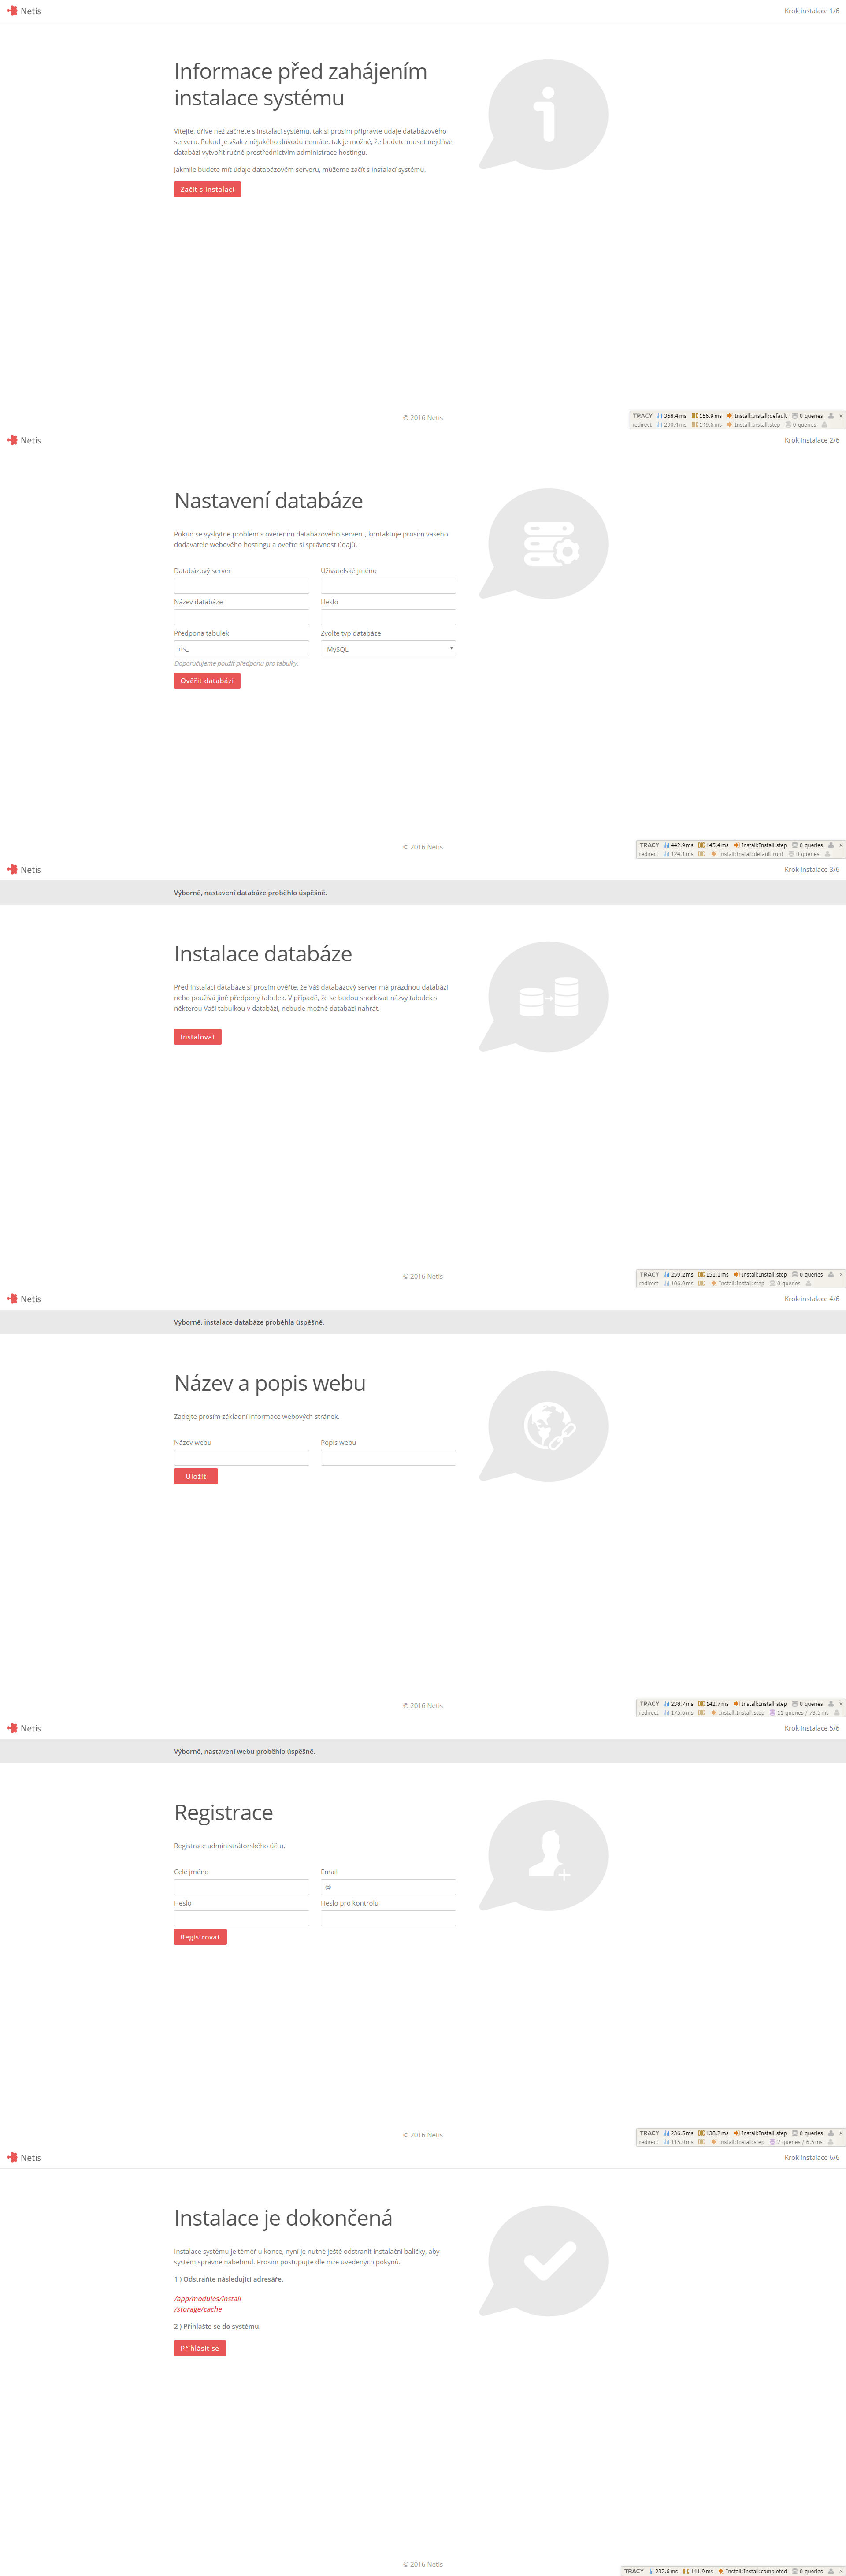 Netis
Krok instalace 1/6
Informace před zahájením
instalace systému
Vítejte, dříve než začnete s instalací systému, tak si prosím připravte údaje databázového
serveru. Pokud je však z nějakého důvodu nemáte, tak je možné, že budete muset nejdříve
databázi vytvořit ručně prostřednictvím administrace hostingu.
Jakmile budete mít údaje databázovém serveru, můžeme začít s instalací systému.
Začít s instalací
© 2016 Netis
TRACY 368.4 ms 156.9 ms Install:Install:default 0 queries ×
redirect 290.4 ms 149.6 ms Install:Install:step 0 queries
Netis
Krok instalace 2/6
Nastavení databáze
Pokud se vyskytne problém s ověřením databázového serveru, kontaktuje prosím vašeho
dodavatele webového hostingu a oveřte si správnost údajů.
Databázový server
Uživatelské jméno
Název databáze
Heslo
Předpona tabulek
Zvolte typ databáze
ns_
MySQL
Doporučujeme použít předponu pro tabulky.
Ověřit databázi
© 2016 Netis
TRACY 442.9 ms 145.4 ms Install:Install:step 0 queries ×
redirect 124.1 ms Install:Install:default run! 0 queries
Netis
Krok instalace 3/6
Výborně, nastavení databáze proběhlo úspěšně.
Instalace databáze
Před instalací databáze si prosím ověřte, že Váš databázový server má prázdnou databázi
nebo používá jiné předpony tabulek. V případě, že se budou shodovat názvy tabulek s
některou Vaší tabulkou v databázi, nebude možné databázi nahrát.
Instalovat
© 2016 Netis
TRACY 259.2 ms 151.1 ms Install:Install:step 0 queries ×
redirect 106.9 ms Install:Install:step 0 queries
Netis
Krok instalace 4/6
Výborně, instalace databáze proběhla úspěšně.
Název a popis webu
Zadejte prosím základní informace webových stránek.
Název webu
Popis webu
Uložit
© 2016 Netis
TRACY 238.7 ms 142.7 ms Install:Install:step 0 queries ×
redirect 175.6 ms Install:Install:step 11 queries / 73.5 ms
Netis
Krok instalace 5/6
Výborně, nastavení webu proběhlo úspěšně.
Registrace
Registrace administrátorského účtu.
Celé jméno
Email
@
Heslo
Heslo pro kontrolu
Registrovat
© 2016 Netis
TRACY 236.5 ms 138.2 ms Install:Install:step 0 queries ×
redirect 115.0 ms Install:Install:step 2 queries / 6.5 ms
Netis
Krok instalace 6/6
Instalace je dokončená
Instalace systému je téměř u konce, nyní je nutné ještě odstranit instalační balíčky, aby
systém správně naběhnul. Prosím postupujte dle níže uvedených pokynů.
1 ) Odstraňte následující adresáře.
/app/modules/install
/storage/cache
2 ) Přihlášte se do systému.
Přihlásit se
© 2016 Netis
TRACY 232.6 ms 141.9 ms Install:Install:completed 0 queries ×